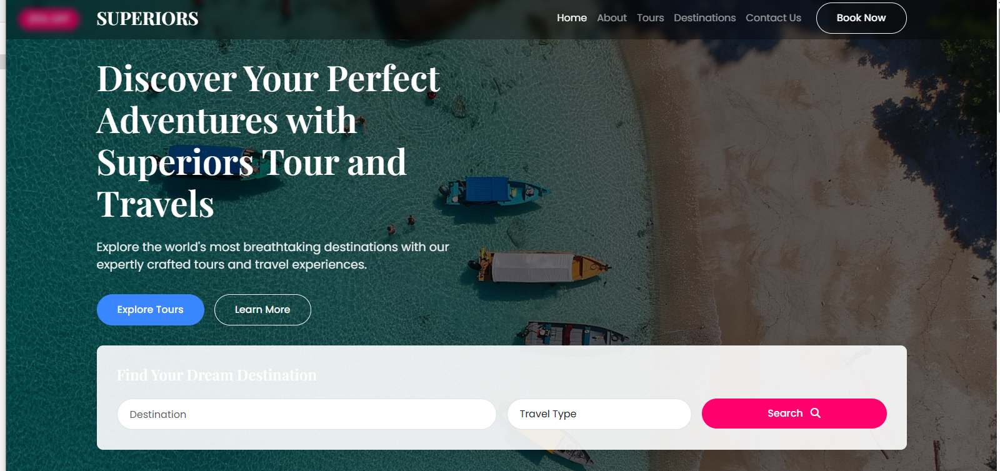 SUPERIORS
Home About Tours Destinations Contact Us Book Now
Discover Your Perfect
Adventures with
Superiors Tour and
Travels
Explore the world's most breathtaking destinations with our
expertly crafted tours and travel experiences.
Explore Tours Learn More
Find Your Dream Destination
Destination Travel Type Search